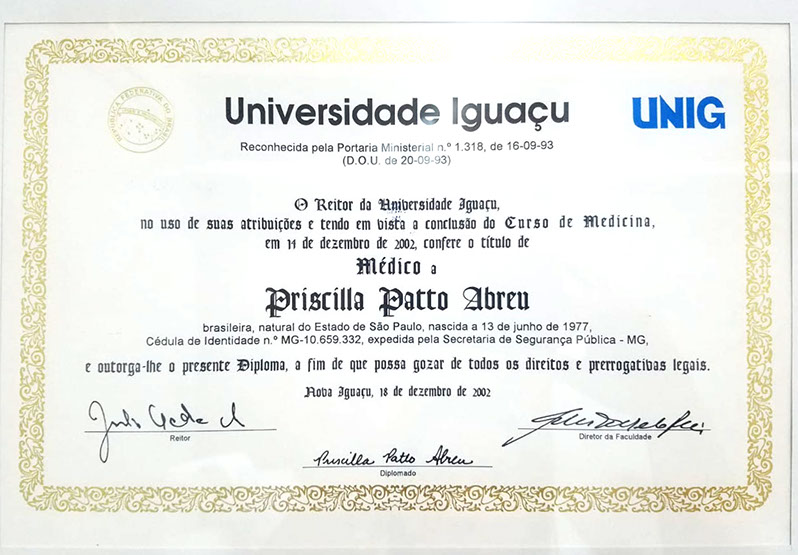 REPÚBLICA FEDERATIVA DO BRASIL
Universidade Iguaçu
UNIG
Reconhecida pela Portaria Ministerial n.º 1.318, de 16-09-93
(D.O.U. de 20-09-93)
O Reitor da Universidade Iguaçu,
no uso de suas atribuições e tendo em vista a conclusão do Curso de Medicina,
em 14 de dezembro de 2002, confere o título de
Médico a
Priscilla Patto Abreu
brasileira, natural do Estado de São Paulo, nascida a 13 de junho de 1977,
Cédula de Identidade n.º MG-10.659.332, expedida pela Secretaria de Segurança Pública - MG,
e outorga-lhe o presente Diploma, a fim de que possa gozar de todos os direitos e prerrogativas legais.
Nova Iguaçu, 18 de dezembro de 2002
Reitor
Diretor da Faculdade
Priscilla Patto Abreu
Diplomado